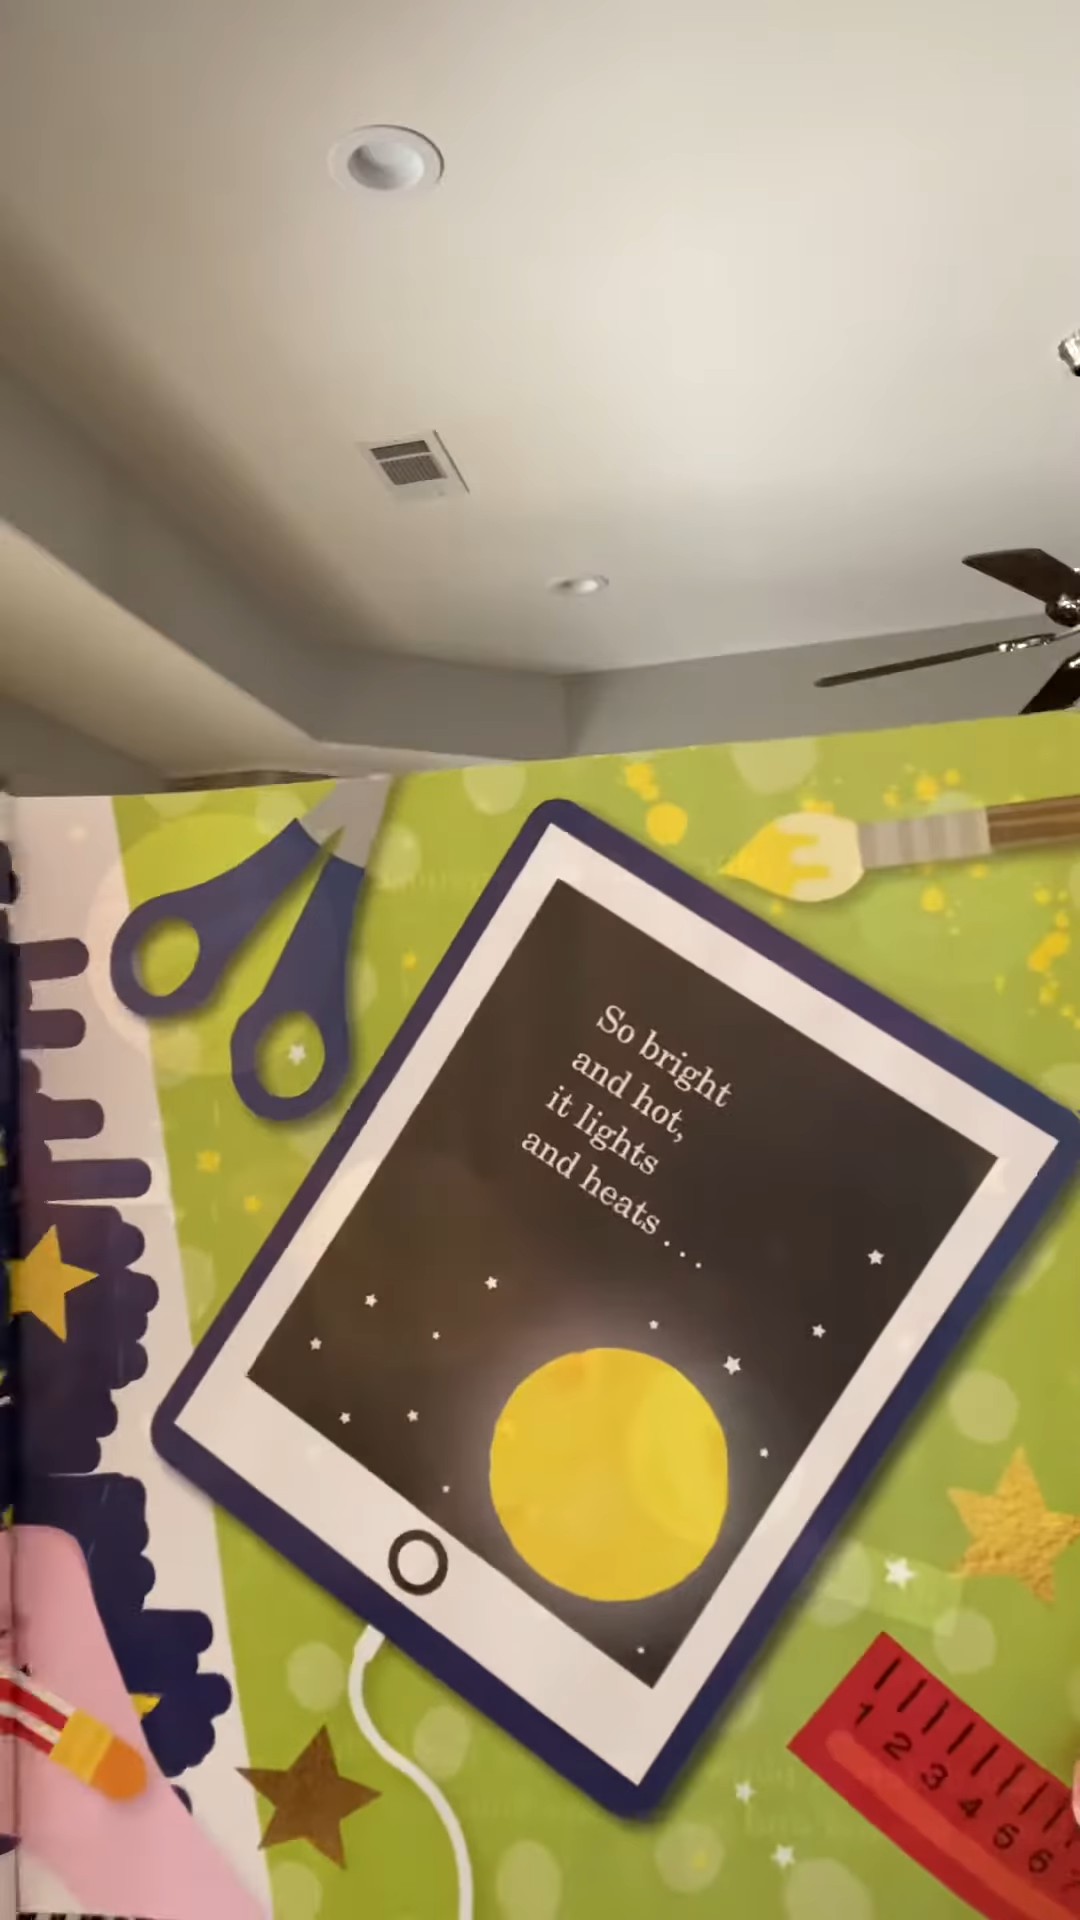 So bright
and hot,
it lights
and heats . . .
1 2 3 4 5 6